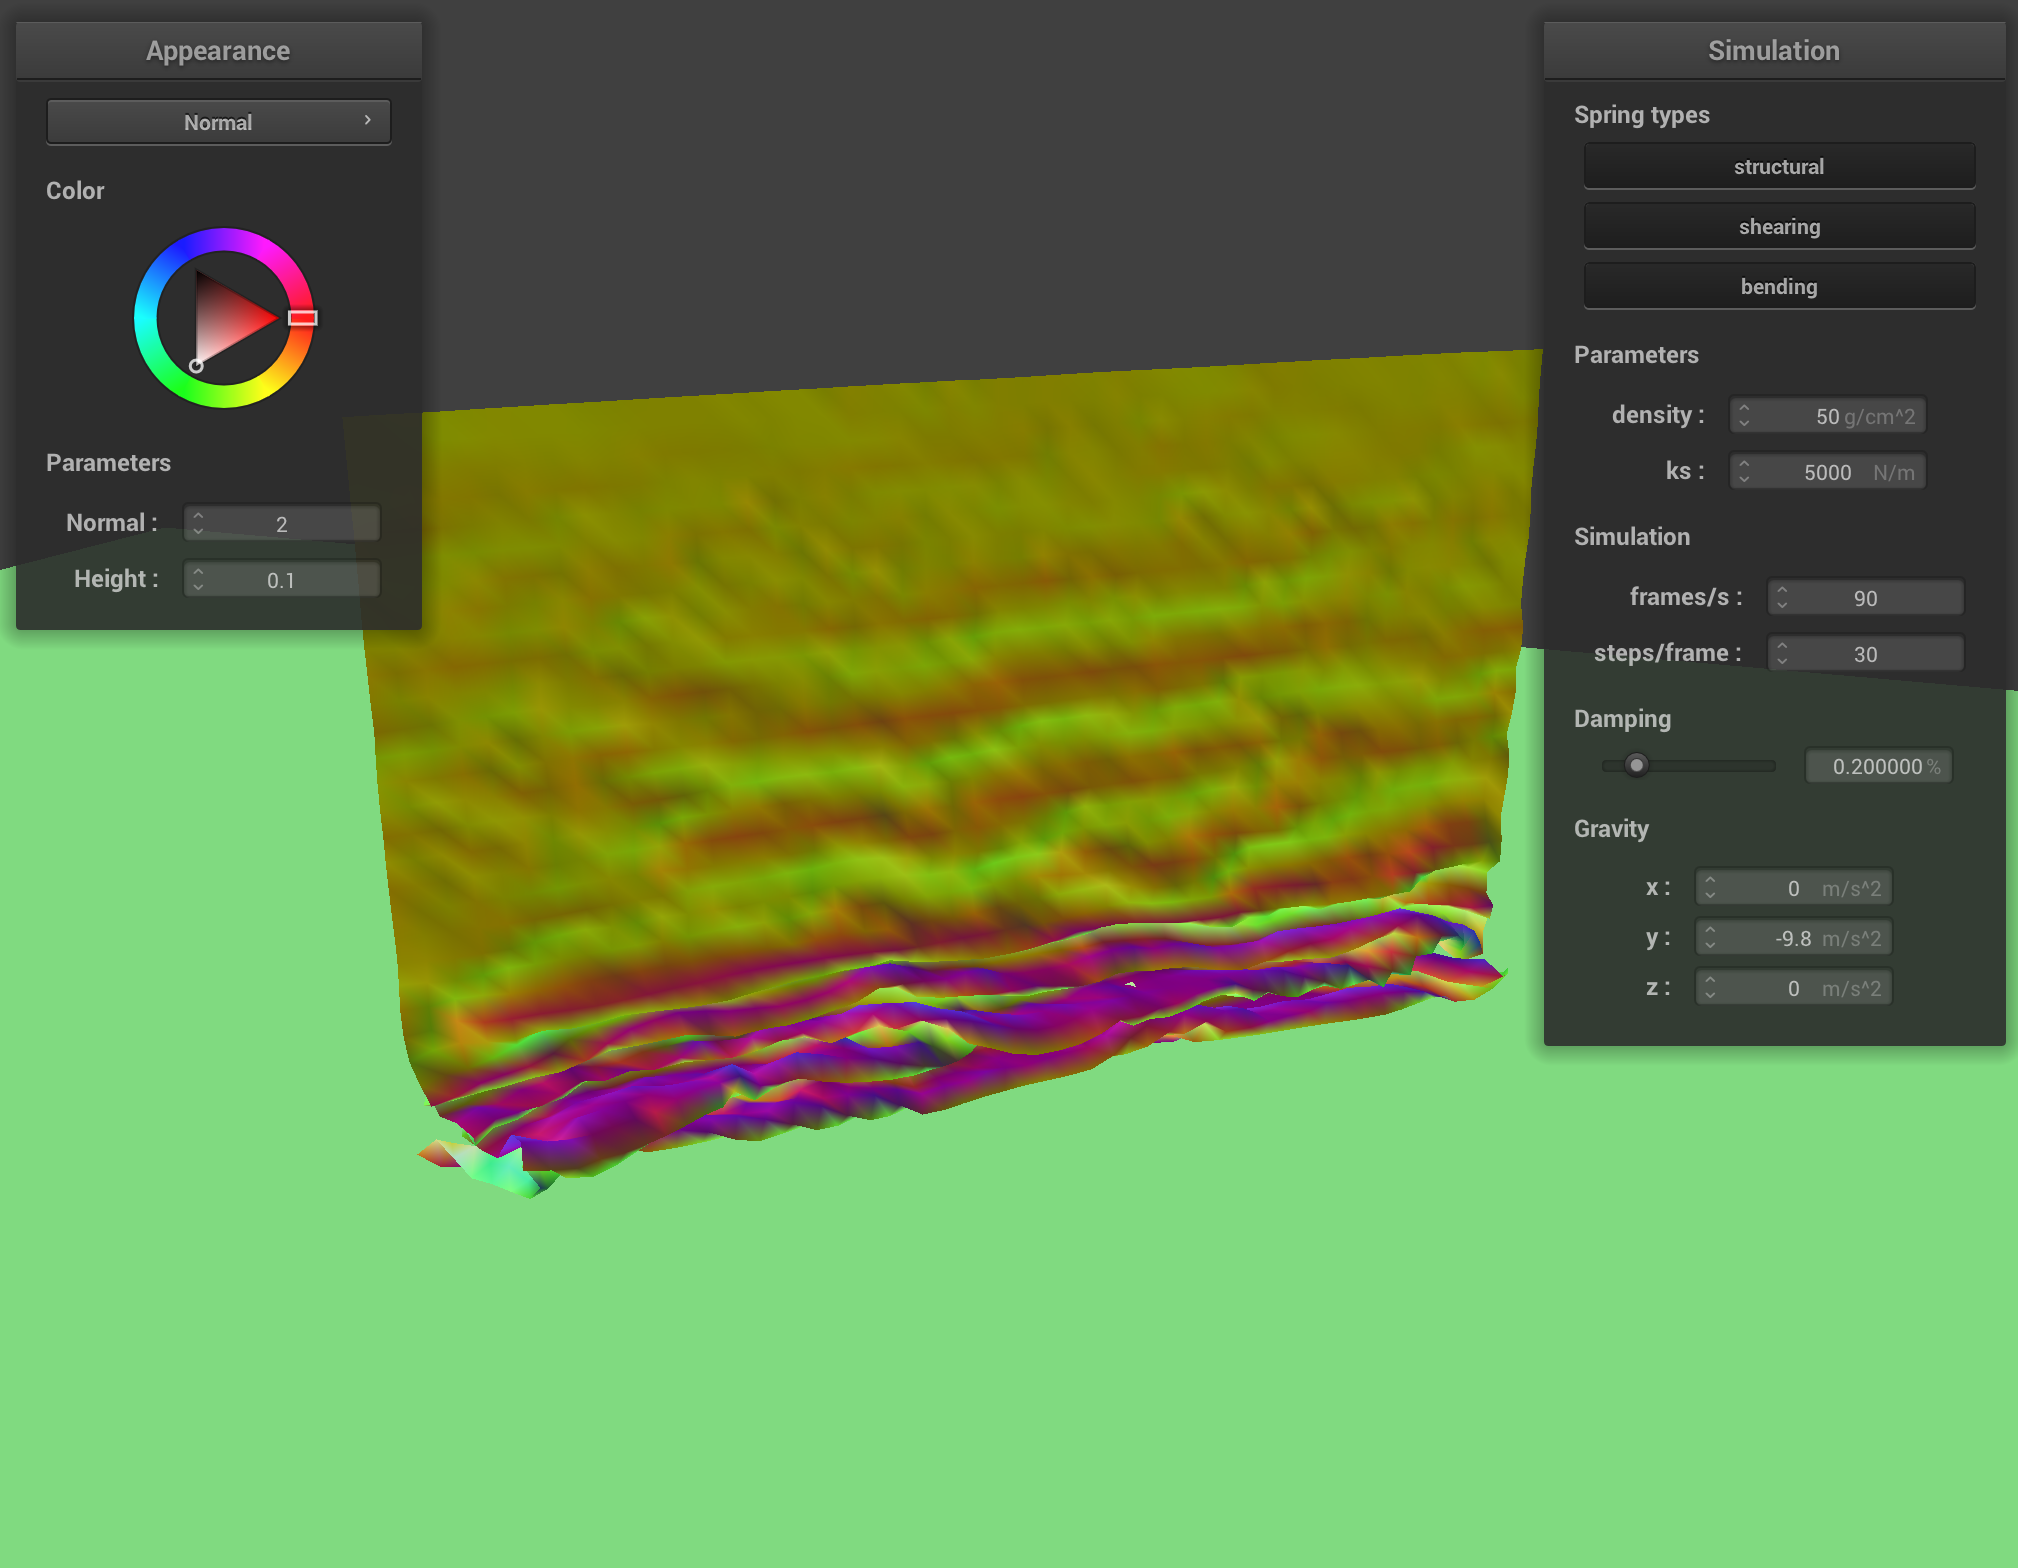 Appearance
Normal
Color
Parameters
Normal : 2
Height : 0.1
Simulation
Spring types
structural
shearing
bending
Parameters
density : 50 g/cm^2
ks : 5000 N/m
Simulation
frames/s : 90
steps/frame : 30
Damping
0.200000 %
Gravity
x : 0 m/s^2
y : -9.8 m/s^2
z : 0 m/s^2